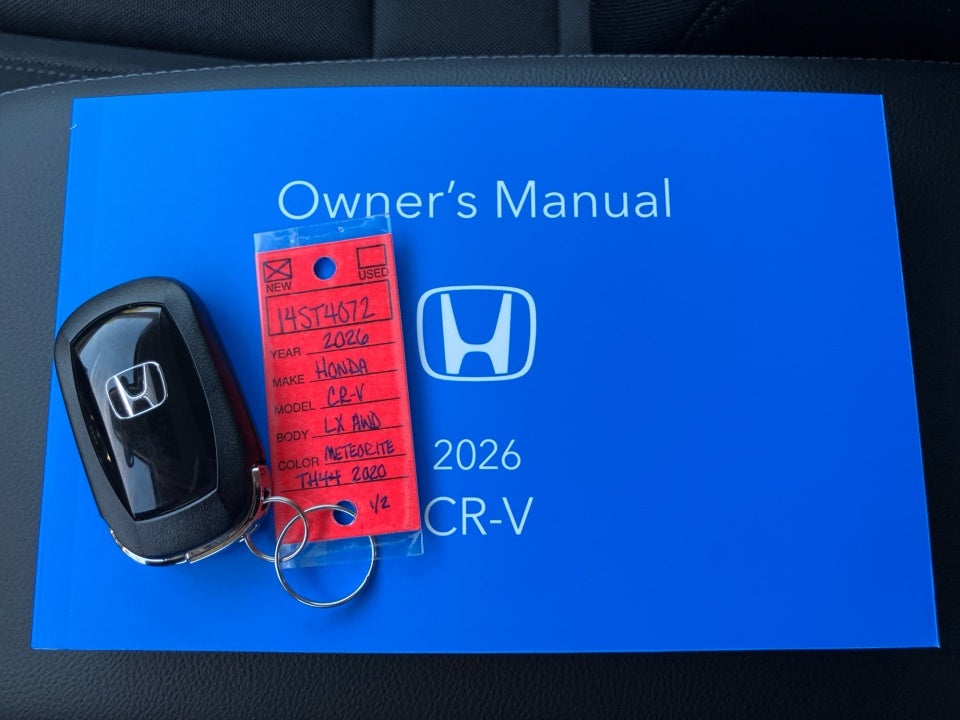 Owner's Manual
NEW
USED
14ST4072
YEAR 2026
MAKE HONDA
MODEL CR-V
BODY LX AWD
COLOR METEORITE
TH44 2020
1/2
2026
CR-V